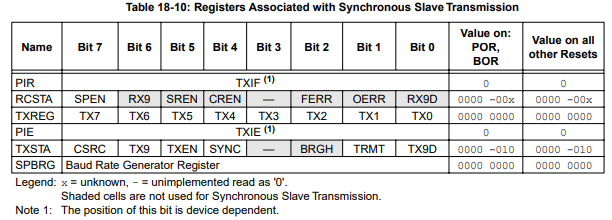 Table 18-10: Registers Associated with Synchronous Slave Transmission
Name Bit 7 Bit 6 Bit 5 Bit 4 Bit 3 Bit 2 Bit 1 Bit 0 Value on: POR, BOR Value on all other Resets
PIR TXIF (1) 0 0
RCSTA SPEN RX9 SREN CREN — FERR OERR RX9D 0000 -00x 0000 -00x
TXREG TX7 TX6 TX5 TX4 TX3 TX2 TX1 TX0 0000 0000 0000 0000
PIE TXIE (1) 0 0
TXSTA CSRC TX9 TXEN SYNC — BRGH TRMT TX9D 0000 -010 0000 -010
SPBRG Baud Rate Generator Register 0000 0000 0000 0000
Legend: x = unknown, - = unimplemented read as '0'.
Shaded cells are not used for Synchronous Slave Transmission.
Note 1: The position of this bit is device dependent.